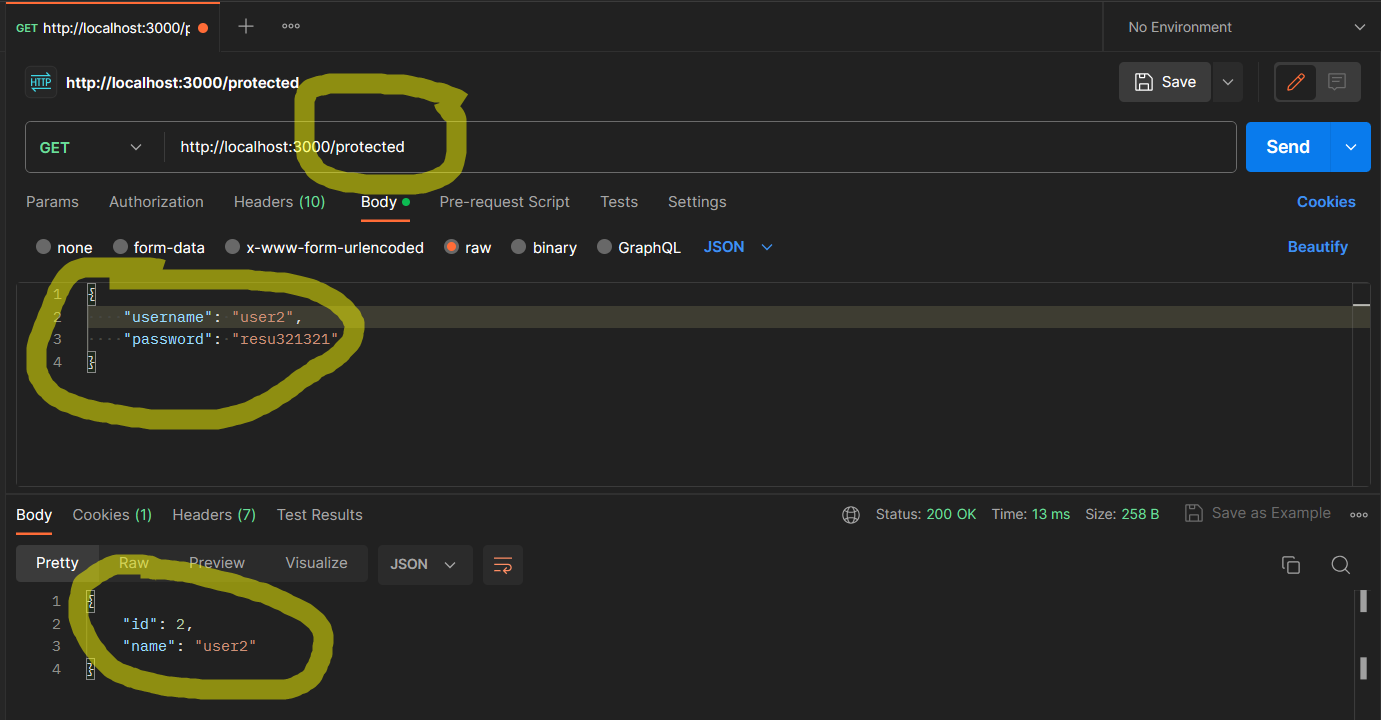 GET http://localhost:3000/p
No Environment
HTTP http://localhost:3000/protected
Save
GET http://localhost:3000/protected Send
Params Authorization Headers (10) Body Pre-request Script Tests Settings Cookies
none form-data x-www-form-urlencoded raw binary GraphQL JSON Beautify
1 {
2 "username": "user2",
3 "password": "resu321321"
4 }
Body Cookies (1) Headers (7) Test Results Status: 200 OK Time: 13 ms Size: 258 B Save as Example
Pretty Raw Preview Visualize JSON
1 {
2 "id": 2,
3 "name": "user2"
4 }